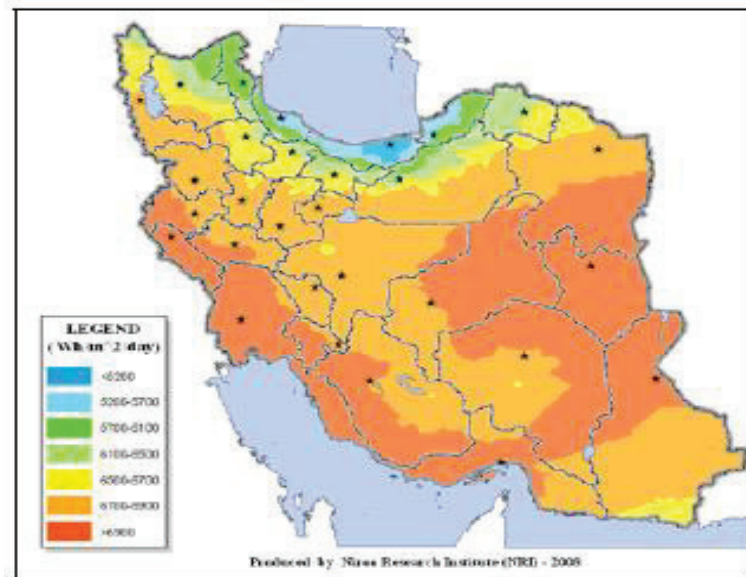 LEGEND
( Wh/m^2/day)
<5200
5200-5700
5700-6100
6100-6500
6500-6700
6700-6900
>6900
Produced by Niroo Research Institute (NRI) - 2008